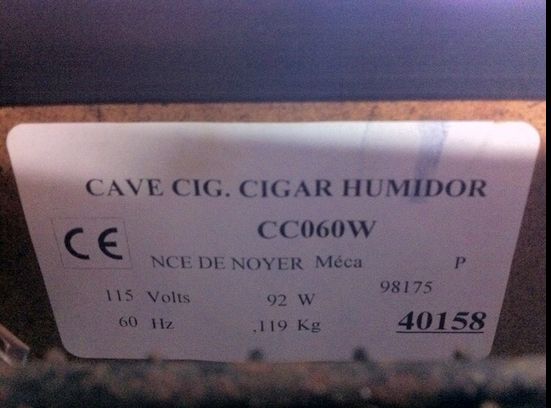 CAVE CIG. CIGAR HUMIDOR
CC060W
CE
NCE DE NOYER Méca P
98175
115 Volts 92 W
60 Hz .119 Kg 40158